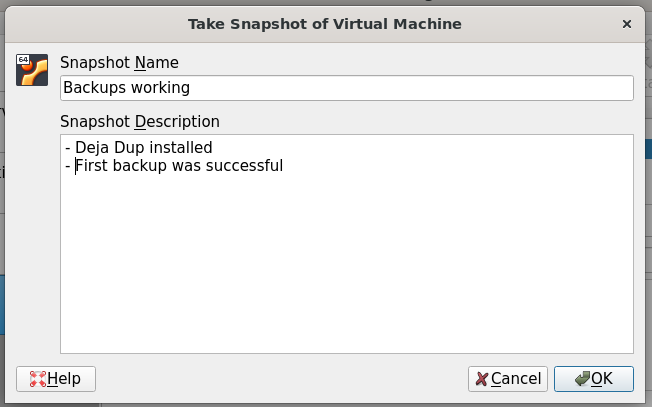 Take Snapshot of Virtual Machine
64
Snapshot Name
Backups working
Snapshot Description
- Deja Dup installed
- First backup was successful
Help
Cancel
OK